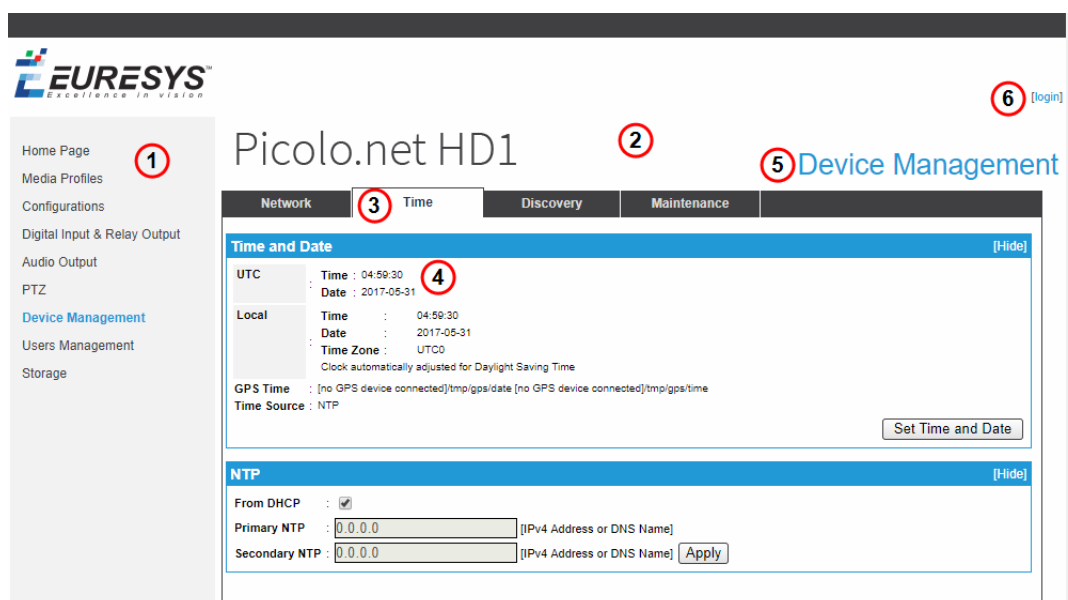 EURESYS™
Excellence in vision
6 [login]
Home Page
1
Media Profiles
Configurations
Digital Input & Relay Output
Audio Output
PTZ
Device Management
Users Management
Storage
Picolo.net HD1
2
5 Device Management
Network 3 Time Discovery Maintenance
Time and Date [Hide]
UTC : Time : 04:59:30 4
Date : 2017-05-31
Local : Time : 04:59:30
Date : 2017-05-31
Time Zone : UTC0
Clock automatically adjusted for Daylight Saving Time
GPS Time : [no GPS device connected]/tmp/gps/date [no GPS device connected]/tmp/gps/time
Time Source : NTP
Set Time and Date
NTP [Hide]
From DHCP :
Primary NTP : 0.0.0.0 [IPv4 Address or DNS Name]
Secondary NTP : 0.0.0.0 [IPv4 Address or DNS Name] Apply